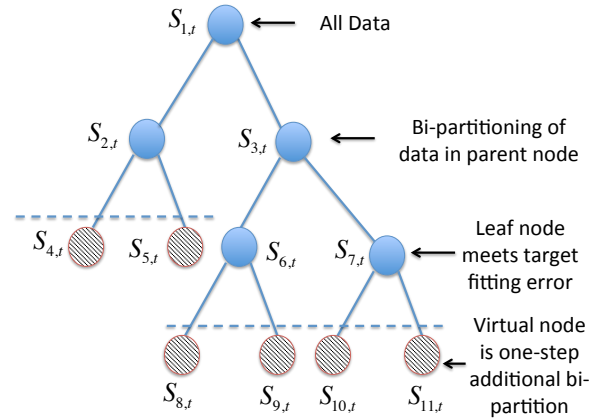 S1,t
All Data
S2,t
S3,t
Bi-partitioning of
data in parent node
S4,t
S5,t
S6,t
S7,t
Leaf node
meets target
fitting error
S8,t
S9,t
S10,t
S11,t
Virtual node
is one-step
additional bi-
partition